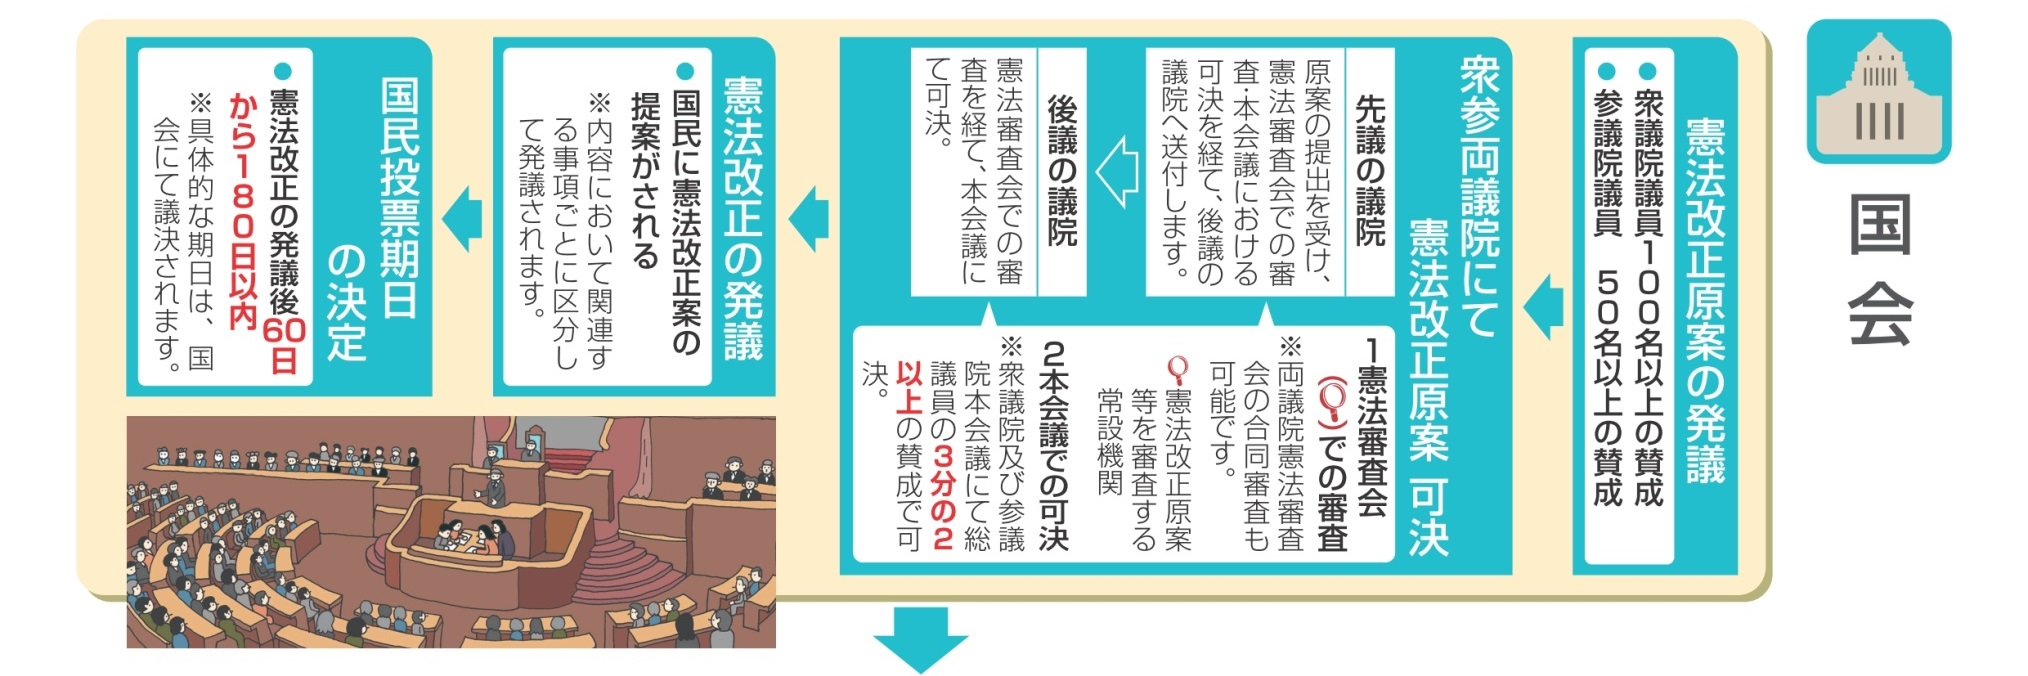 国会
憲法改正原案の発議
● 衆議院議員100名以上の賛成
● 参議院議員 50名以上の賛成
衆参両議院にて
憲法改正原案 可決
先議の議院
原案の提出を受け、
憲法審査会での審
査・本会議における
可決を経て、後議の
議院へ送付します。
後議の議院
憲法審査会での審
査を経て、本会議に
て可決。
1憲法審査会
()での審査
※両議院憲法審査
会の合同審査も
可能です。
憲法改正原案
等を審査する
常設機関
2本会議での可決
※衆議院及び参議
院本会議にて総
議員の3分の2
以上の賛成で可
決。
憲法改正の発議
● 国民に憲法改正案の
提案がされる
※内容において関連す
る事項ごとに区分し
て発議されます。
国民投票期日
の決定
● 憲法改正の発議後60日
から180日以内
※具体的な期日は、国
会にて議決されます。